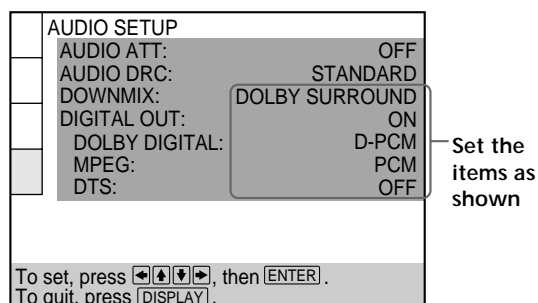 AUDIO SETUP
AUDIO ATT: OFF
AUDIO DRC: STANDARD
DOWNMIX: DOLBY SURROUND
DIGITAL OUT: ON
DOLBY DIGITAL: D-PCM
MPEG: PCM
DTS: OFF
Set the
items as
shown
To set, press ←↑↓→, then ENTER.
To quit, press DISPLAY.